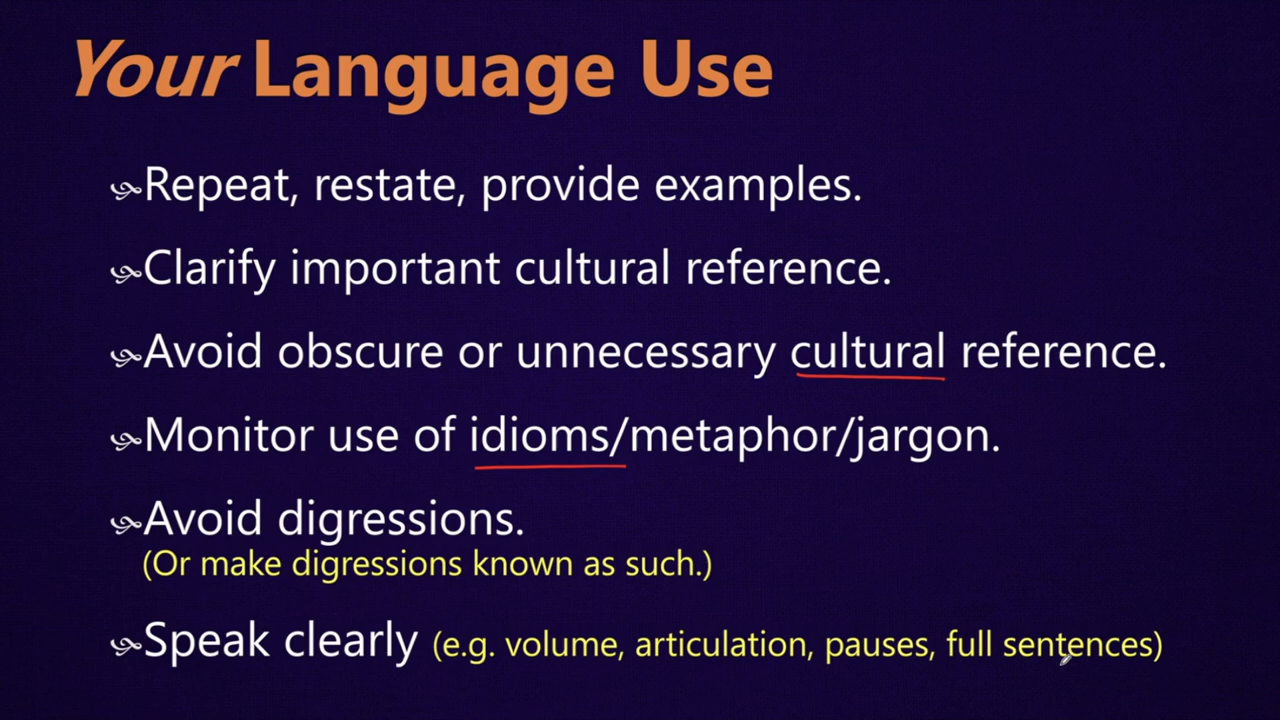 Your Language Use
Repeat, restate, provide examples.
Clarify important cultural reference.
Avoid obscure or unnecessary cultural reference.
Monitor use of idioms/metaphor/jargon.
Avoid digressions.
(Or make digressions known as such.)
Speak clearly (e.g. volume, articulation, pauses, full sentences)